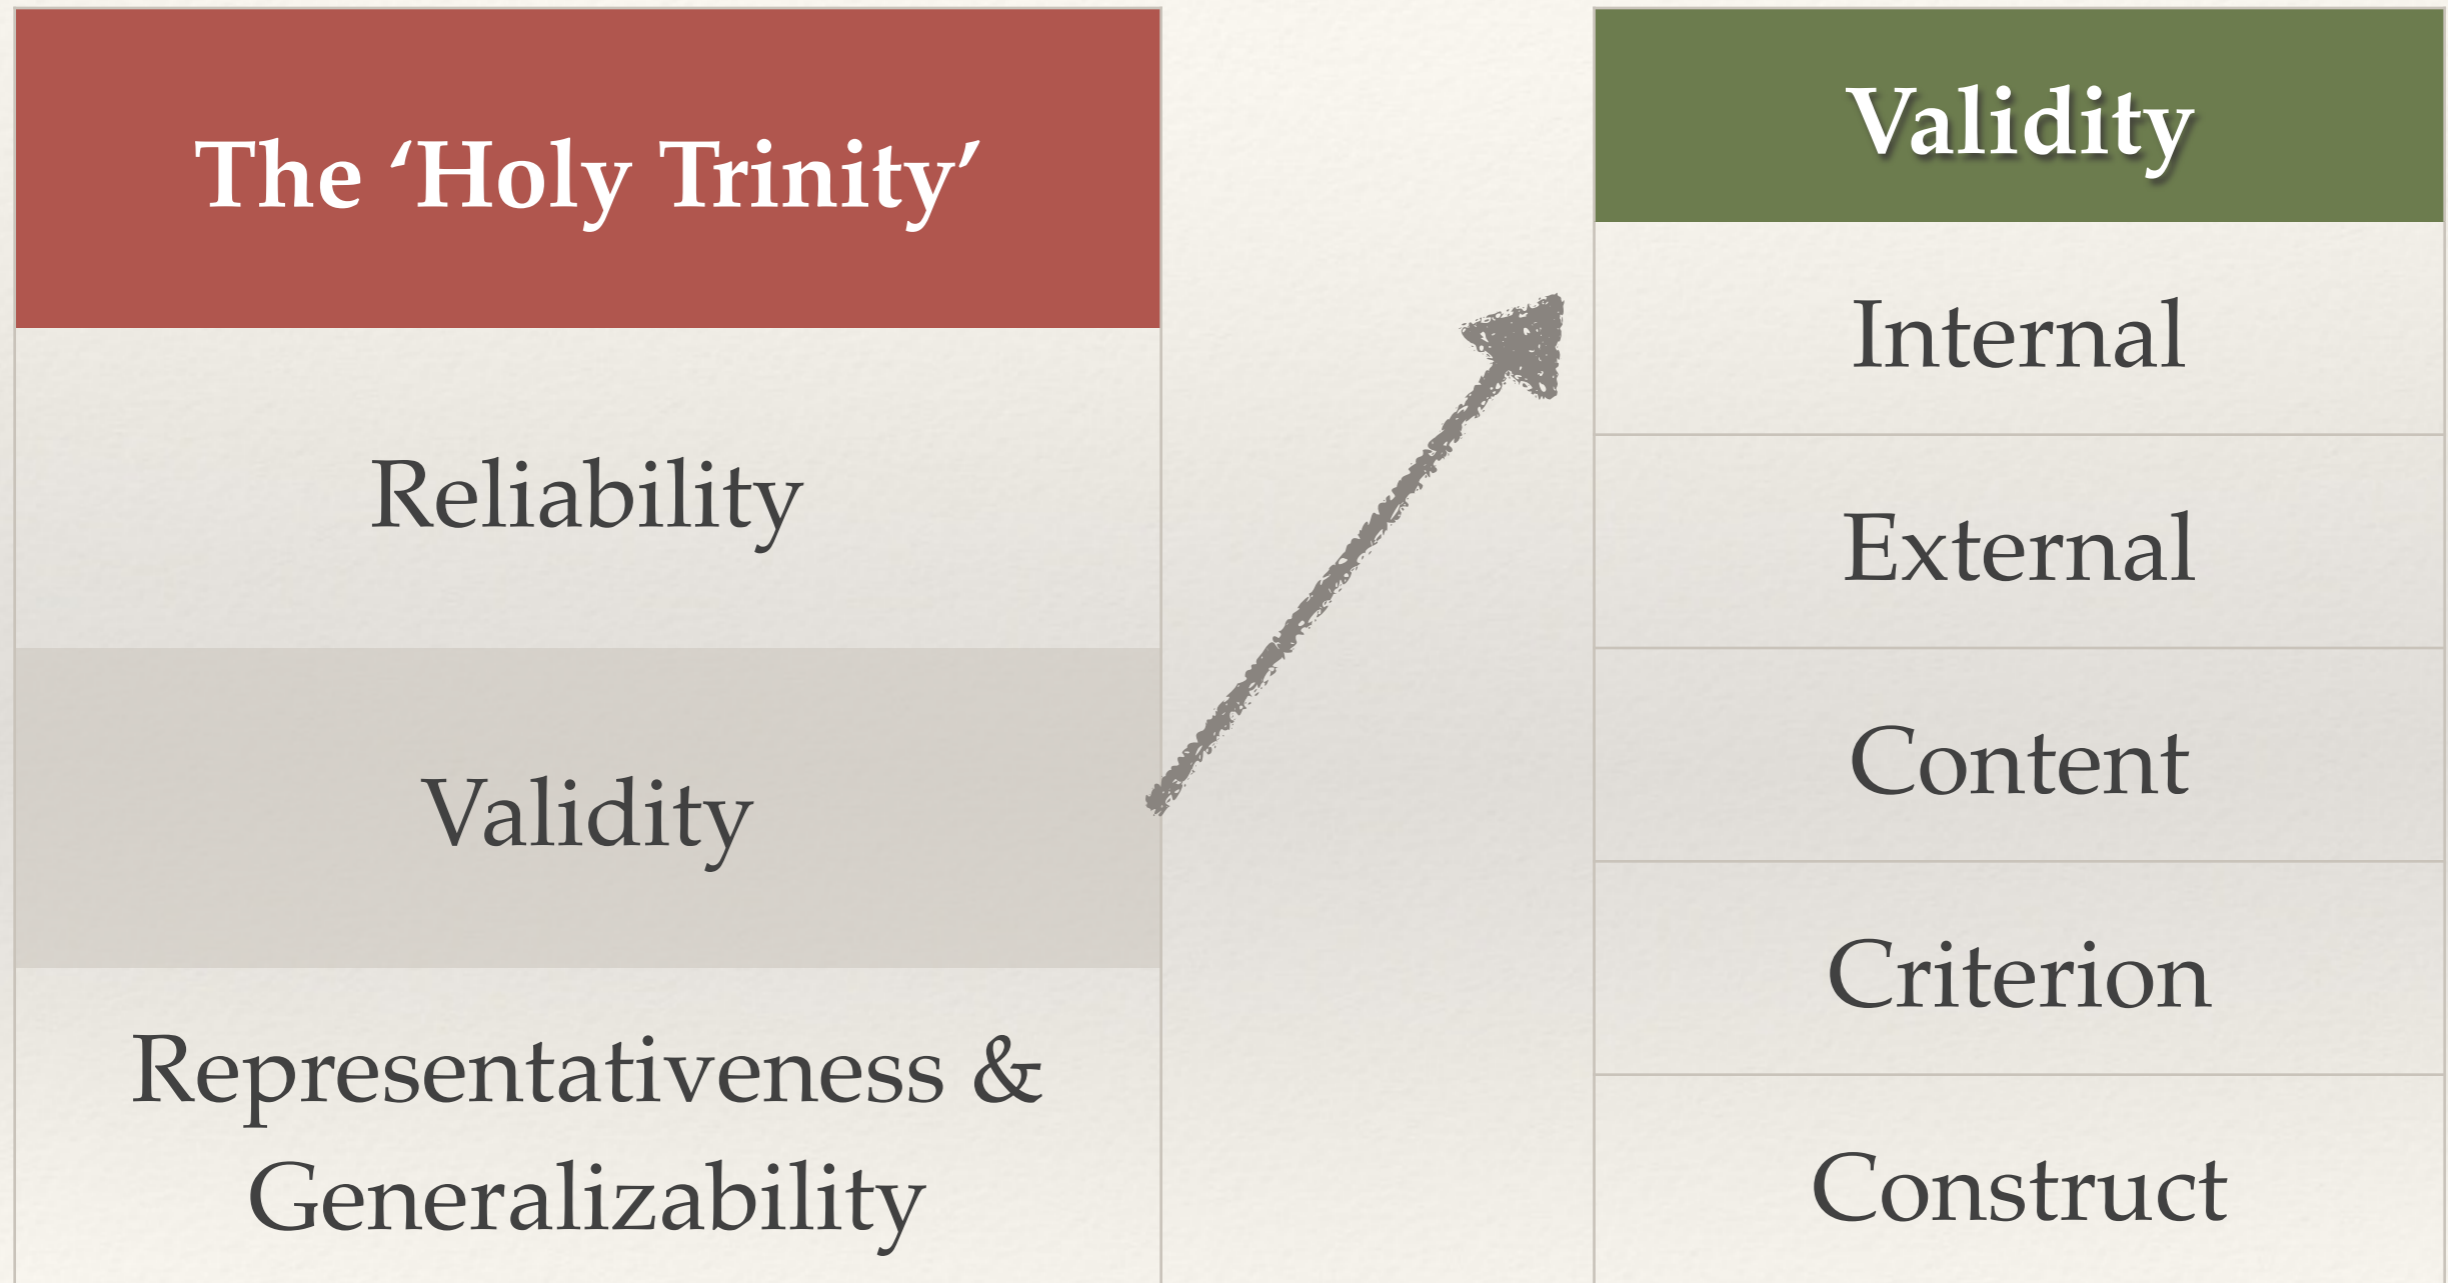 The ‘Holy Trinity’
Reliability
Validity
Representativeness &
Generalizability
Validity
Internal
External
Content
Criterion
Construct